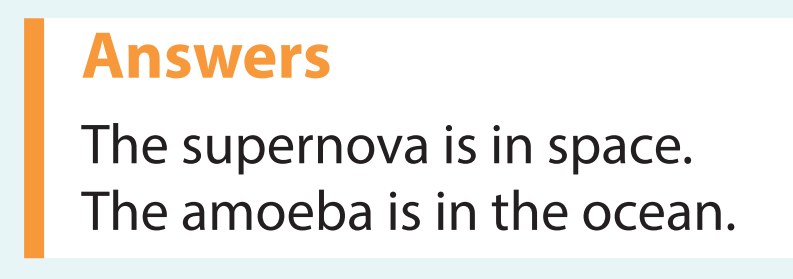 Answers
The supernova is in space.
The amoeba is in the ocean.